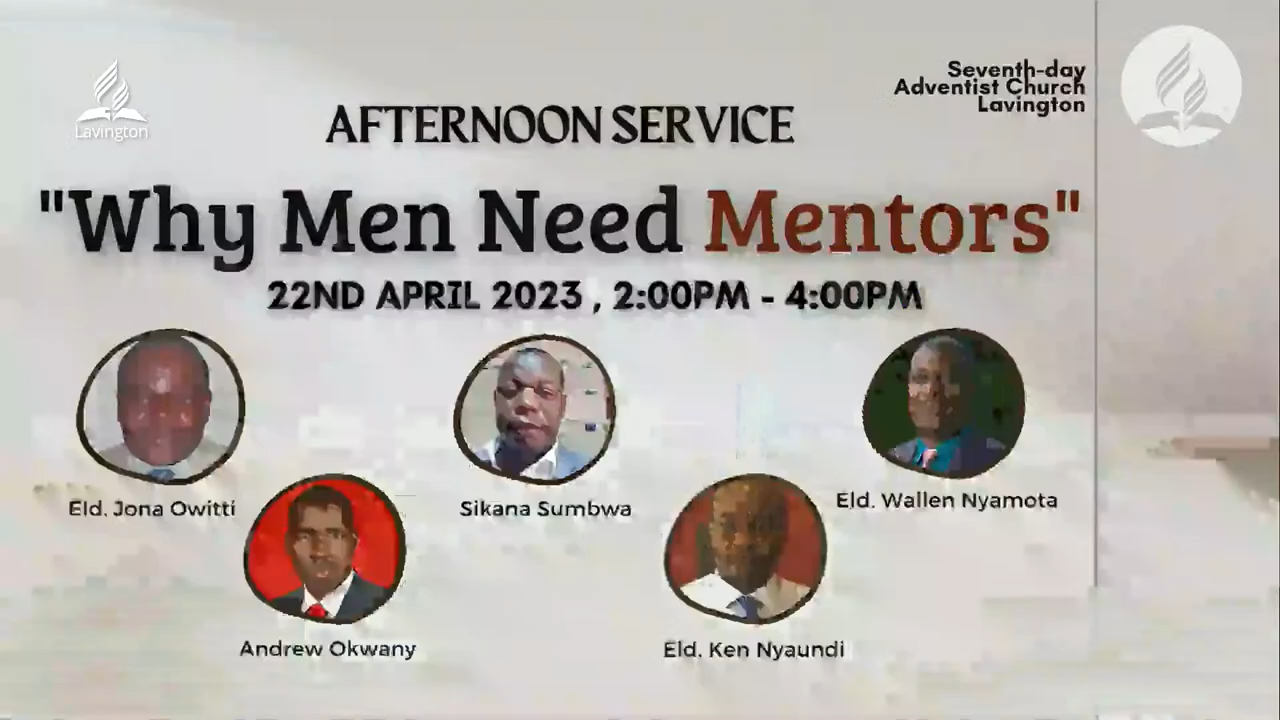 Seventh-day
Adventist Church
Lavington
Lavington
AFTERNOON SERVICE
"Why Men Need Mentors"
22ND APRIL 2023 , 2:00PM - 4:00PM
Eld. Jona Owitti
Sikana Sumbwa
Eld. Wallen Nyamota
Andrew Okwany
Eld. Ken Nyaundi